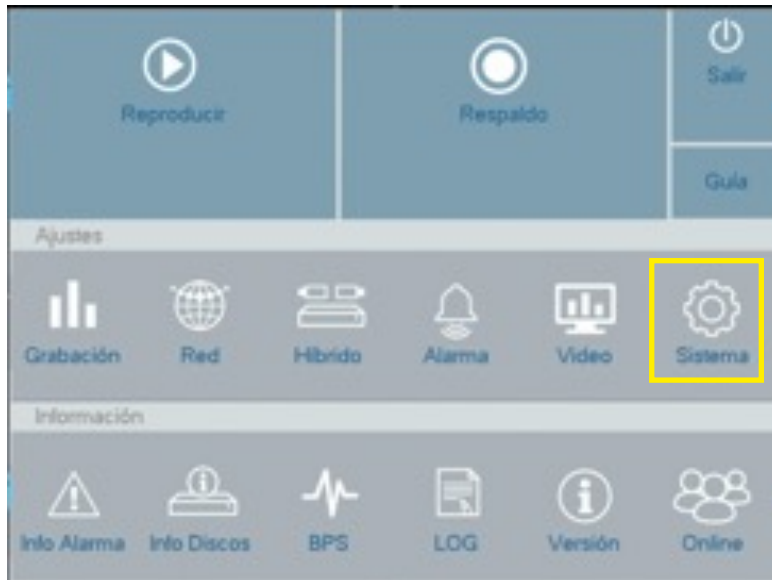 Reproducir
Respaldo
Salir
Guía
Ajustes
Grabación
Red
Híbrido
Alarma
Video
Sistema
Información
Info Alarma
Info Discos
BPS
LOG
Versión
Online